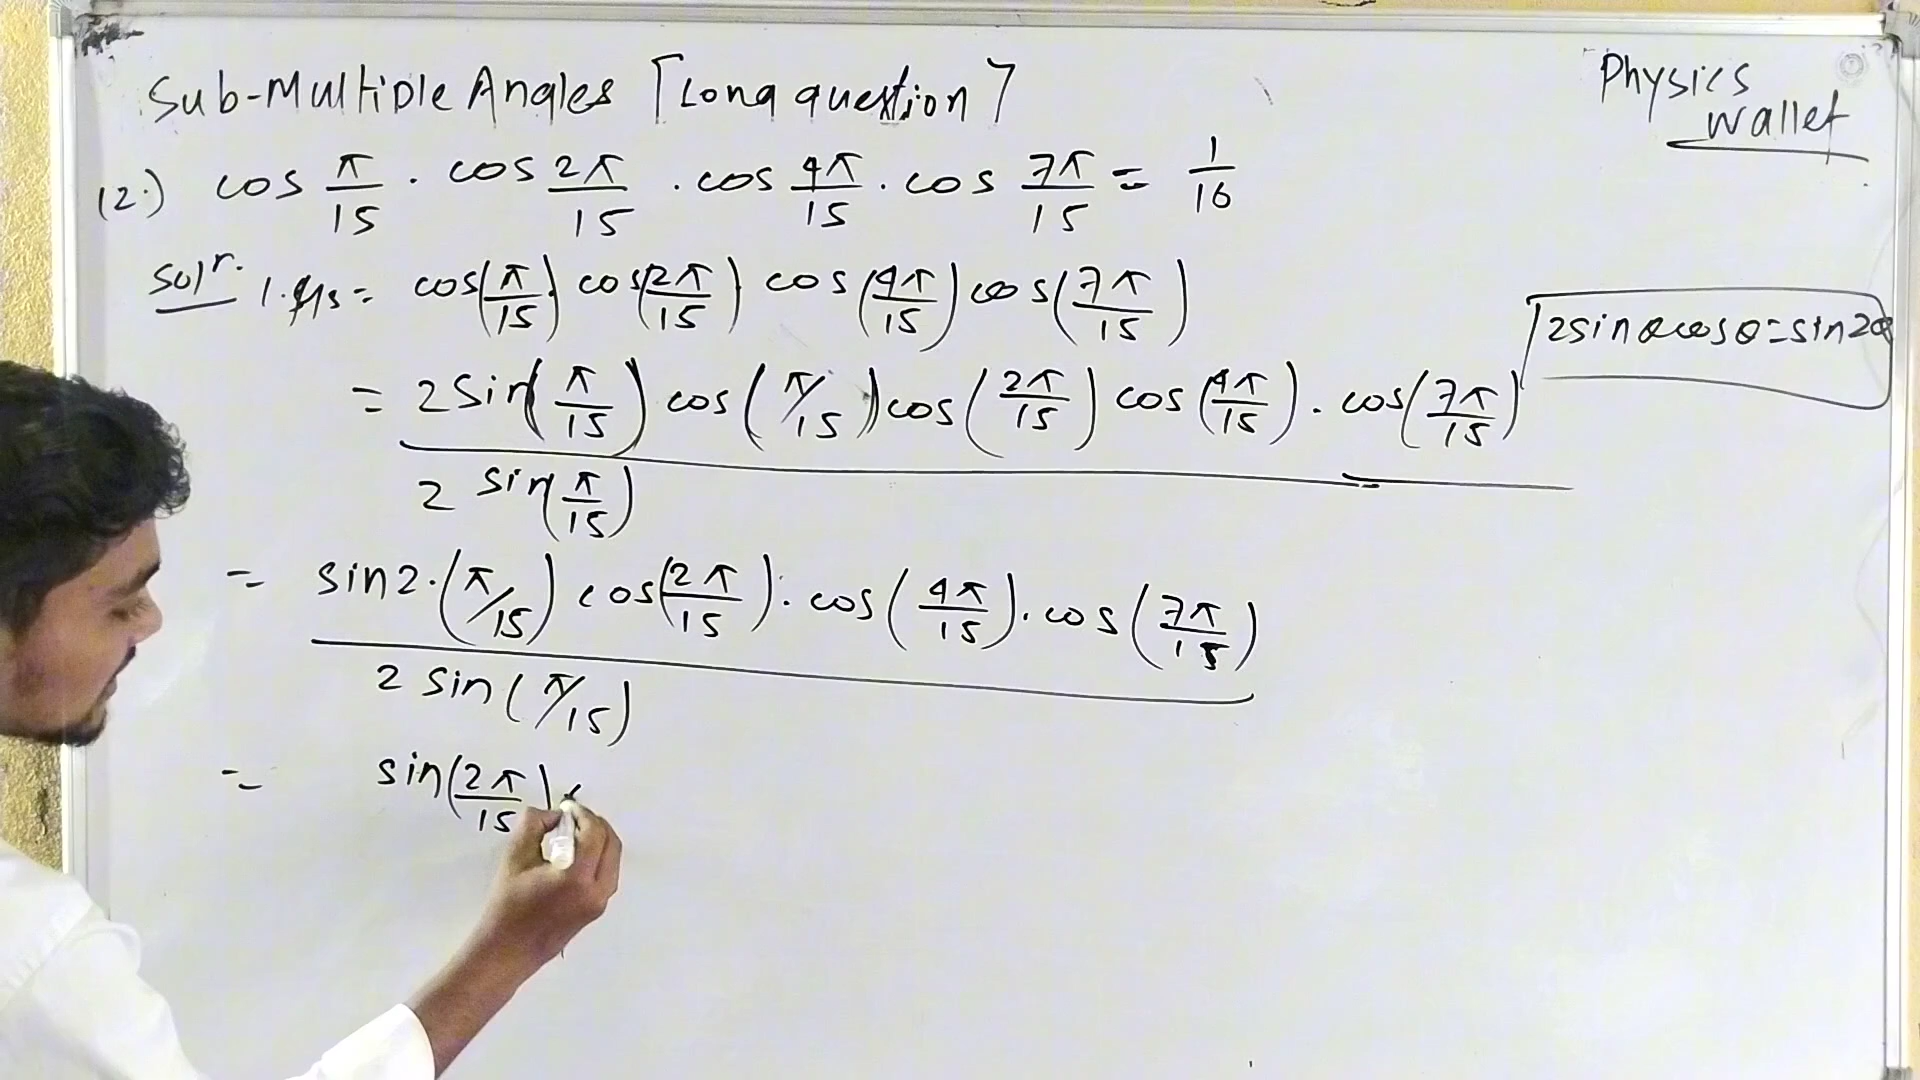 Sub-Multiple Angles [Long question]
Physics
Wallet
12.) cos π/15 . cos 2π/15 . cos 4π/15 . cos 7π/15 = 1/16
Solⁿ. L.H.S = cos(π/15) cos(2π/15) cos(4π/15) cos(7π/15)
2sinθcosθ=sin2θ
= 2Sin(π/15) cos(π/15) cos(2π/15) cos(4π/15) . cos(7π/15)
2 sin(π/15)
= sin2.(π/15) cos(2π/15) . cos(4π/15) . cos(7π/15)
2 sin(π/15)
= sin(2π/15)